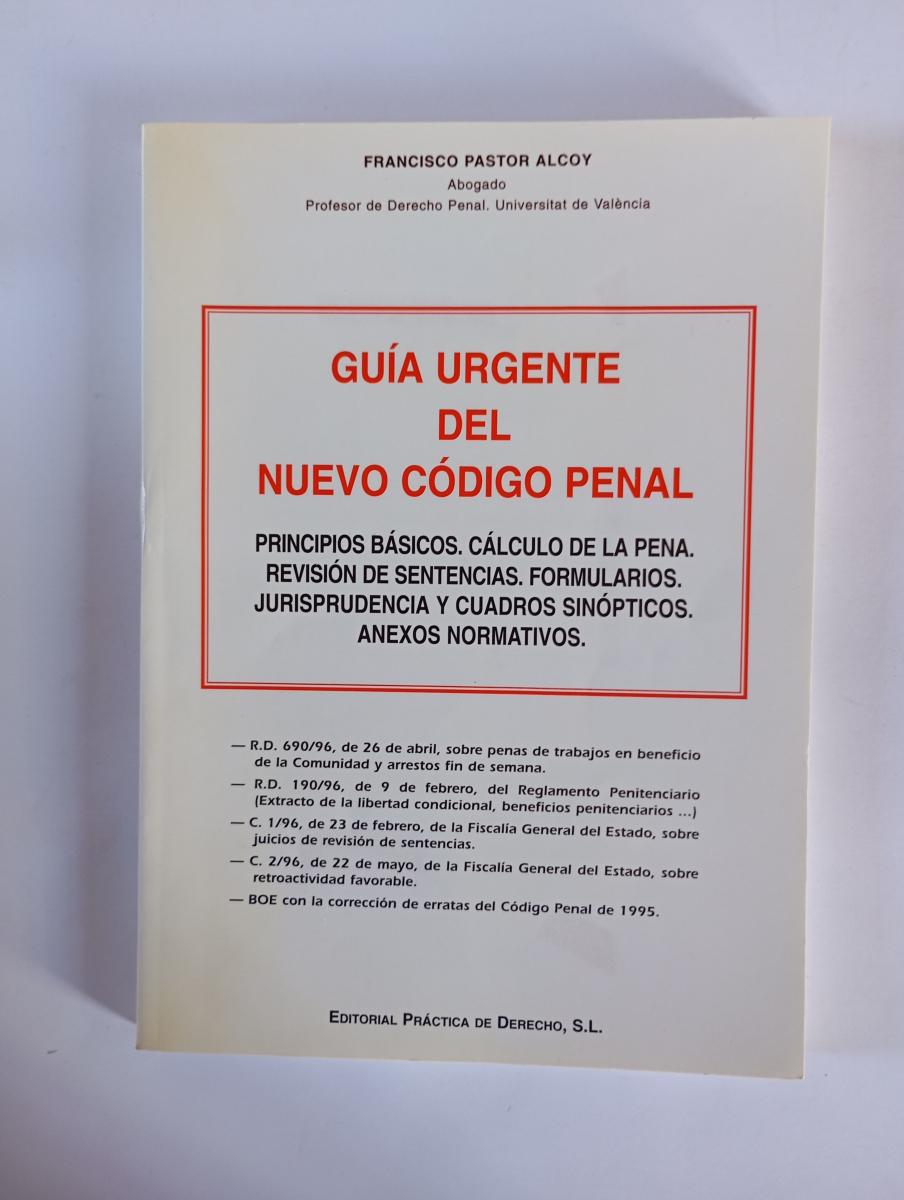 FRANCISCO PASTOR ALCOY
Abogado
Profesor de Derecho Penal. Universitat de València
GUÍA URGENTE
DEL
NUEVO CÓDIGO PENAL
PRINCIPIOS BÁSICOS. CÁLCULO DE LA PENA.
REVISIÓN DE SENTENCIAS. FORMULARIOS.
JURISPRUDENCIA Y CUADROS SINÓPTICOS.
ANEXOS NORMATIVOS.
— R.D. 690/96, de 26 de abril, sobre penas de trabajos en beneficio
de la Comunidad y arrestos fin de semana.
— R.D. 190/96, de 9 de febrero, del Reglamento Penitenciario
(Extracto de la libertad condicional, beneficios penitenciarios ...)
— C. 1/96, de 23 de febrero, de la Fiscalía General del Estado, sobre
juicios de revisión de sentencias.
— C. 2/96, de 22 de mayo, de la Fiscalía General del Estado, sobre
retroactividad favorable.
— BOE con la corrección de erratas del Código Penal de 1995.
EDITORIAL PRÁCTICA DE DERECHO, S.L.